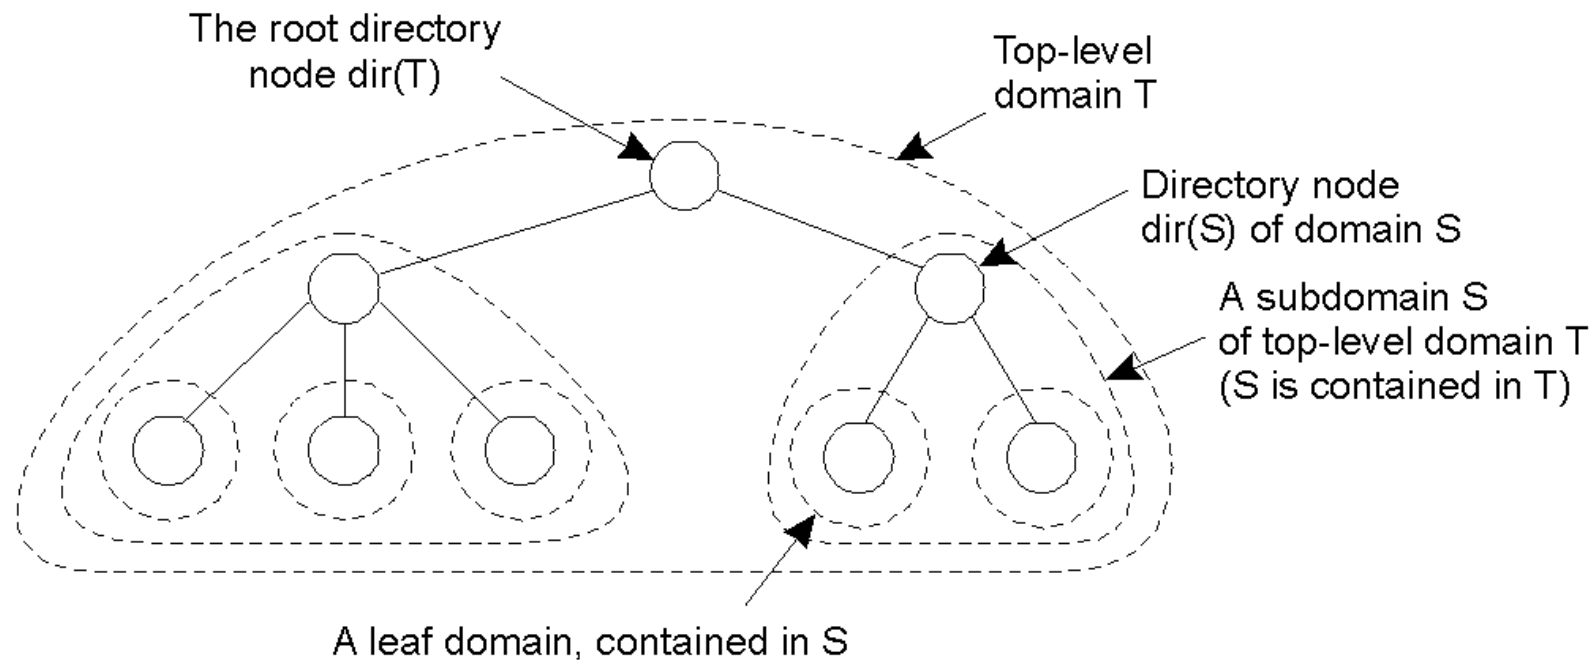 The root directory
node dir(T)
Top-level
domain T
Directory node
dir(S) of domain S
A subdomain S
of top-level domain T
(S is contained in T)
A leaf domain, contained in S